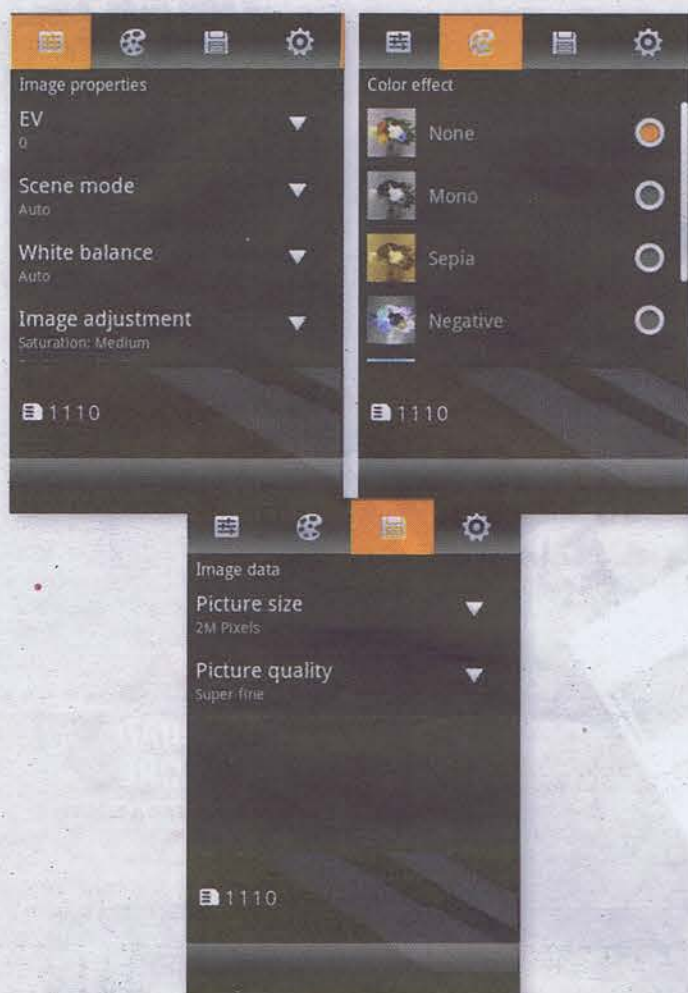 Image properties
EV
0
Scene mode
Auto
White balance
Auto
Image adjustment
Saturation: Medium
1110
Color effect
None
Mono
Sepia
Negative
1110
Image data
Picture size
2M Pixels
Picture quality
Super fine
1110